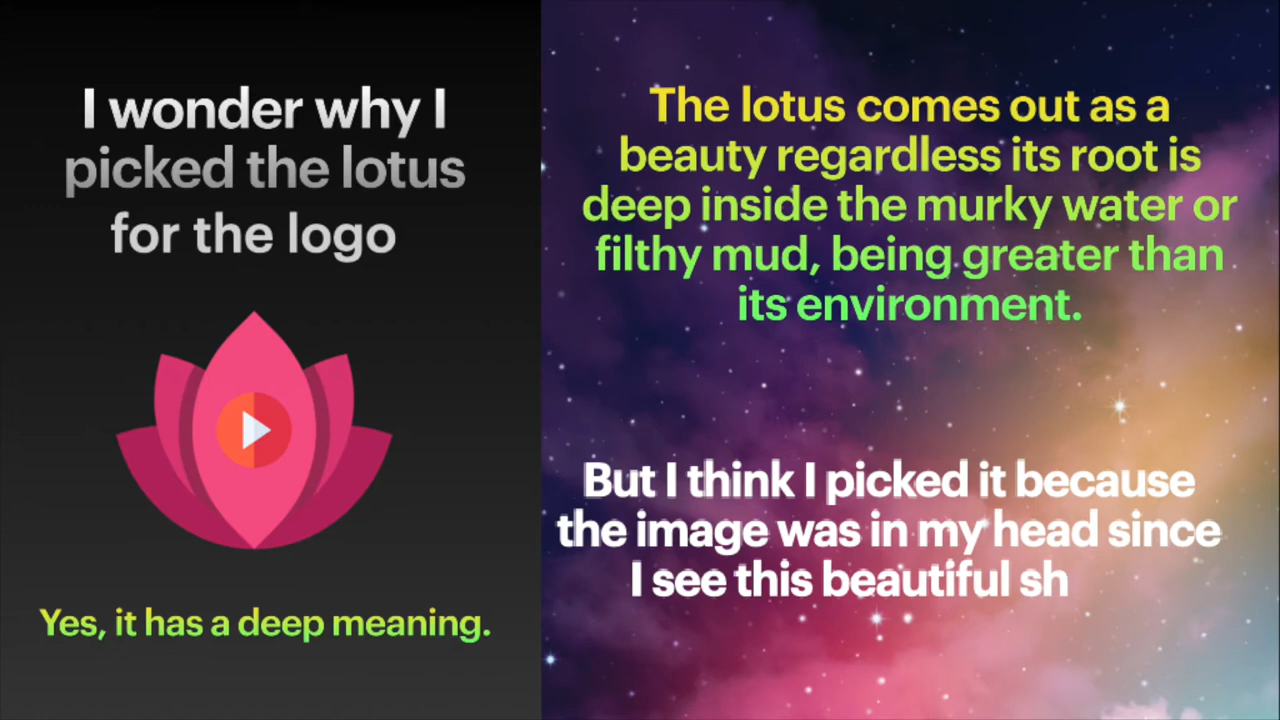 I wonder why I
picked the lotus
for the logo
Yes, it has a deep meaning.
The lotus comes out as a
beauty regardless its root is
deep inside the murky water or
filthy mud, being greater than
its environment.
But I think I picked it because
the image was in my head since
I see this beautiful sh